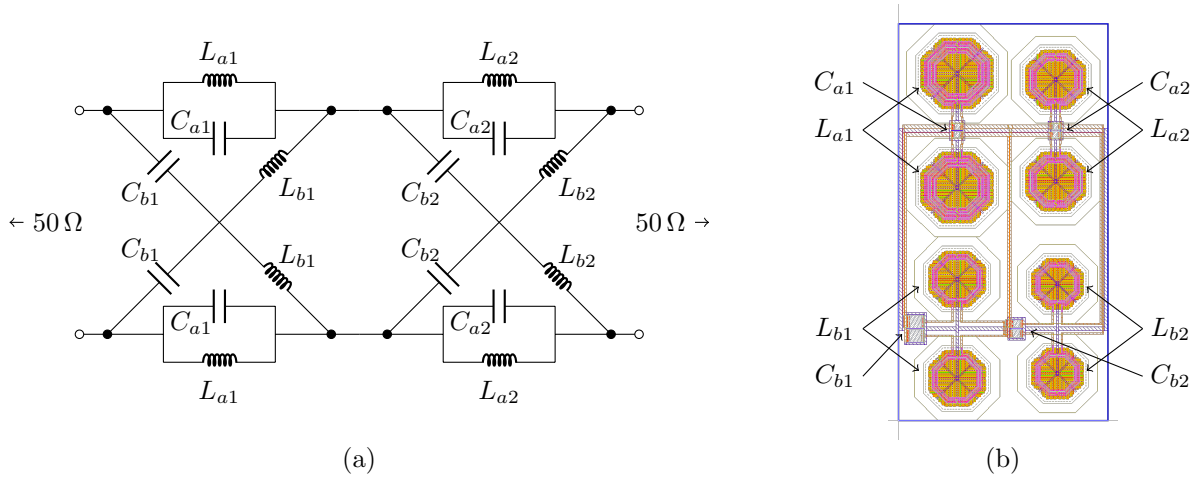 L_{a1}
L_{a2}
C_{a1}
C_{a2}
C_{b1}
L_{b1}
C_{b2}
L_{b2}
← 50 Ω
50 Ω →
C_{b1}
L_{b1}
C_{b2}
L_{b2}
C_{a1}
C_{a2}
L_{a1}
L_{a2}
(a)
C_{a1}
C_{a2}
L_{a1}
L_{a2}
L_{b1}
L_{b2}
C_{b1}
C_{b2}
(b)